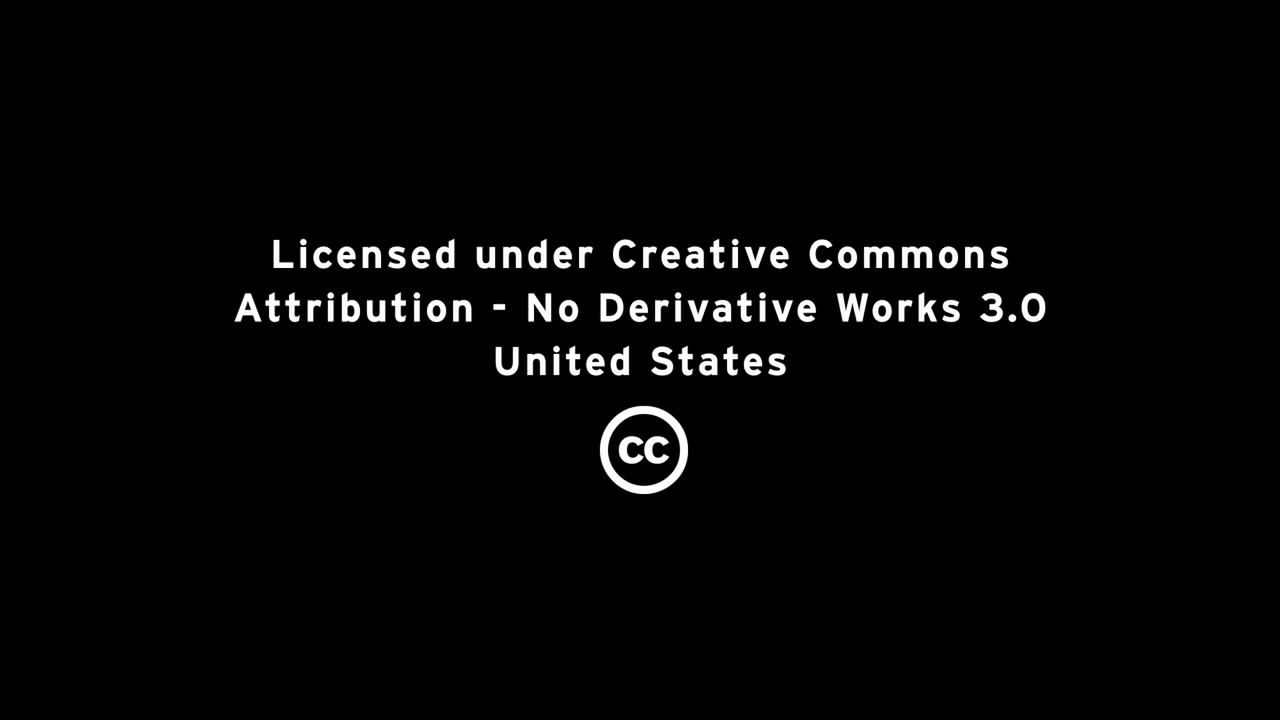 Licensed under Creative Commons
Attribution - No Derivative Works 3.0
United States
cc